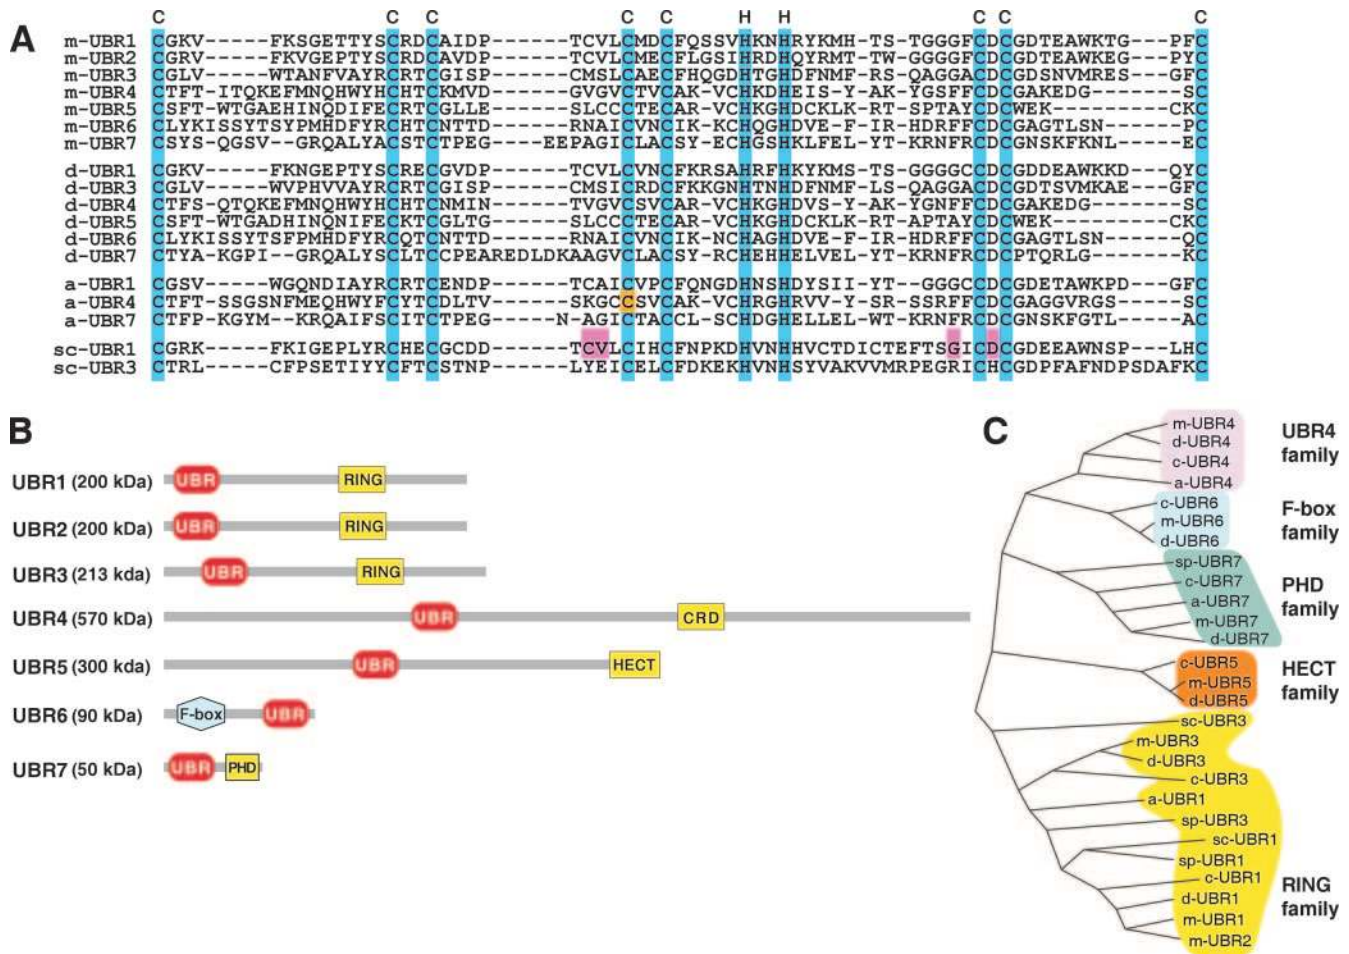 A
C C C C C H H C C C
m-UBR1 CGKV-----FKSGETTYSCRDCAIDP-------TCVLCMDCFQSSVHKNHRYKMH-TS-TGGGFCDCGDTEAWKTG---PFC
m-UBR2 CGRV-----FKVGEPTYSCRDCAVDP-------TCVLCMECFLGSIHRDHQYRMT-TW-GGGGFCDCGDTEAWKEG---PYC
m-UBR3 CGLV-----WTANFVAYRCRTCGISP-------CMSLCAECFHQGDHTGHDFNMF-RS-QAGGACDCGDSNVMRES---GFC
m-UBR4 CTFT-ITQKEFMNQHWYHCHTCKMVD-------GVGVCTVCAK-VCHKDHEIS-Y-AK-YGSFFCDCGAKEDG------SC
m-UBR5 CSFT-WTGAEHINQDIFECRTCGLLE-------SLCCCTECAR-VCHKGHDCKLK-RT-SPTAYCDCWEK--------CKC
m-UBR6 CLYKISSYTSYPMHDFYRCHTCNTTD-------RNAICVNCIK-KCHQGHDVE-F-IR-HDRFFCDCGAGTLSN-----PC
m-UBR7 CSYS-QGSV--GRQALYACSTCTPEG------EEPAGICLACSYECHGSHKLFEL-YTKRNFRCDCGNSKFKNL----EC
d-UBR1 CGKV-----FKNGEPTYSCRECGVDP-------TCVLCVNCFKRSAHRFHKYKMS-TS-GGGGCCDCGDDEAWKKD--QYC
d-UBR3 CGLV-----WVPHVVAYRCRTCGISP-------CMSICRDCFKKGNHTNHDFNMF-LS-QAGGACDCGDTSVMKAE---GFC
d-UBR4 CTFS-QTQKEFMNQHWYHCHTCNMIN-------TVGVCSVCAR-VCHKGHDVS-Y-AK-YGNFFCDCGAKEDG------SC
d-UBR5 CSFT-WTGADHINQNIFECKTCGLTG-------SLCCCTECAR-VCHKGHDCKLK-RT-APTAYCDCWEK--------CKC
d-UBR6 CLYKISSYTSFPMHDFYRCQTCNTTD-------RNAICVNCIK-NCHAGHDVE-F-IR-HDRFFCDCGAGTLSN-----QC
d-UBR7 CTYA-KGPI--GRQALYSCLTCCPEAREDLDKAAGVCLACSYRCHEHHELVEL-YTKRNFRCDCPTQRLG-----KC
a-UBR1 CGSV-----WGQNDIAYRCRTCENDP-------TCAICVPCFQNGDHNSHDYSII-YT---GGGCCDCGDETAWKPD---GFC
a-UBR4 CTFT-SSGSNFMEQHWYFCYTCDLTV-------SKGCCSVCAK-VCHRGHRVV-Y-SR-SSRFFCDCGAGGVRGS----SC
a-UBR7 CTFP-KGYM--KRQAIFSCITCTPEG-----N-AGICTACCL-SCHDGHELLEL-WT-KRNFRCDCGNSKFGTL----AC
sc-UBR1 CGRK-----FKIGEPLYRCHECGCDD-------TCVLCIHCFNPKDHVNHHVCTDICTEFTSGICDCGDEEAWNSP---LHC
sc-UBR3 CTRL-----CFPSETIYYCFTCSTNP-------LYEICELCFDKEKHVNHSYVAKVVMRPEGRICHCGDPFAFNDPSDAFKC
B
UBR1 (200 kDa) UBR RING
UBR2 (200 kDa) UBR RING
UBR3 (213 kda) UBR RING
UBR4 (570 kDa) UBR CRD
UBR5 (300 kda) UBR HECT
UBR6 (90 kDa) F-box UBR
UBR7 (50 kDa) UBR PHD
C
m-UBR4
d-UBR4
c-UBR4
a-UBR4
UBR4
family
c-UBR6
m-UBR6
d-UBR6
F-box
family
sp-UBR7
c-UBR7
a-UBR7
m-UBR7
d-UBR7
PHD
family
c-UBR5
m-UBR5
d-UBR5
HECT
family
sc-UBR3
m-UBR3
d-UBR3
c-UBR3
a-UBR1
sp-UBR3
sc-UBR1
sp-UBR1
c-UBR1
d-UBR1
m-UBR1
m-UBR2
RING
family